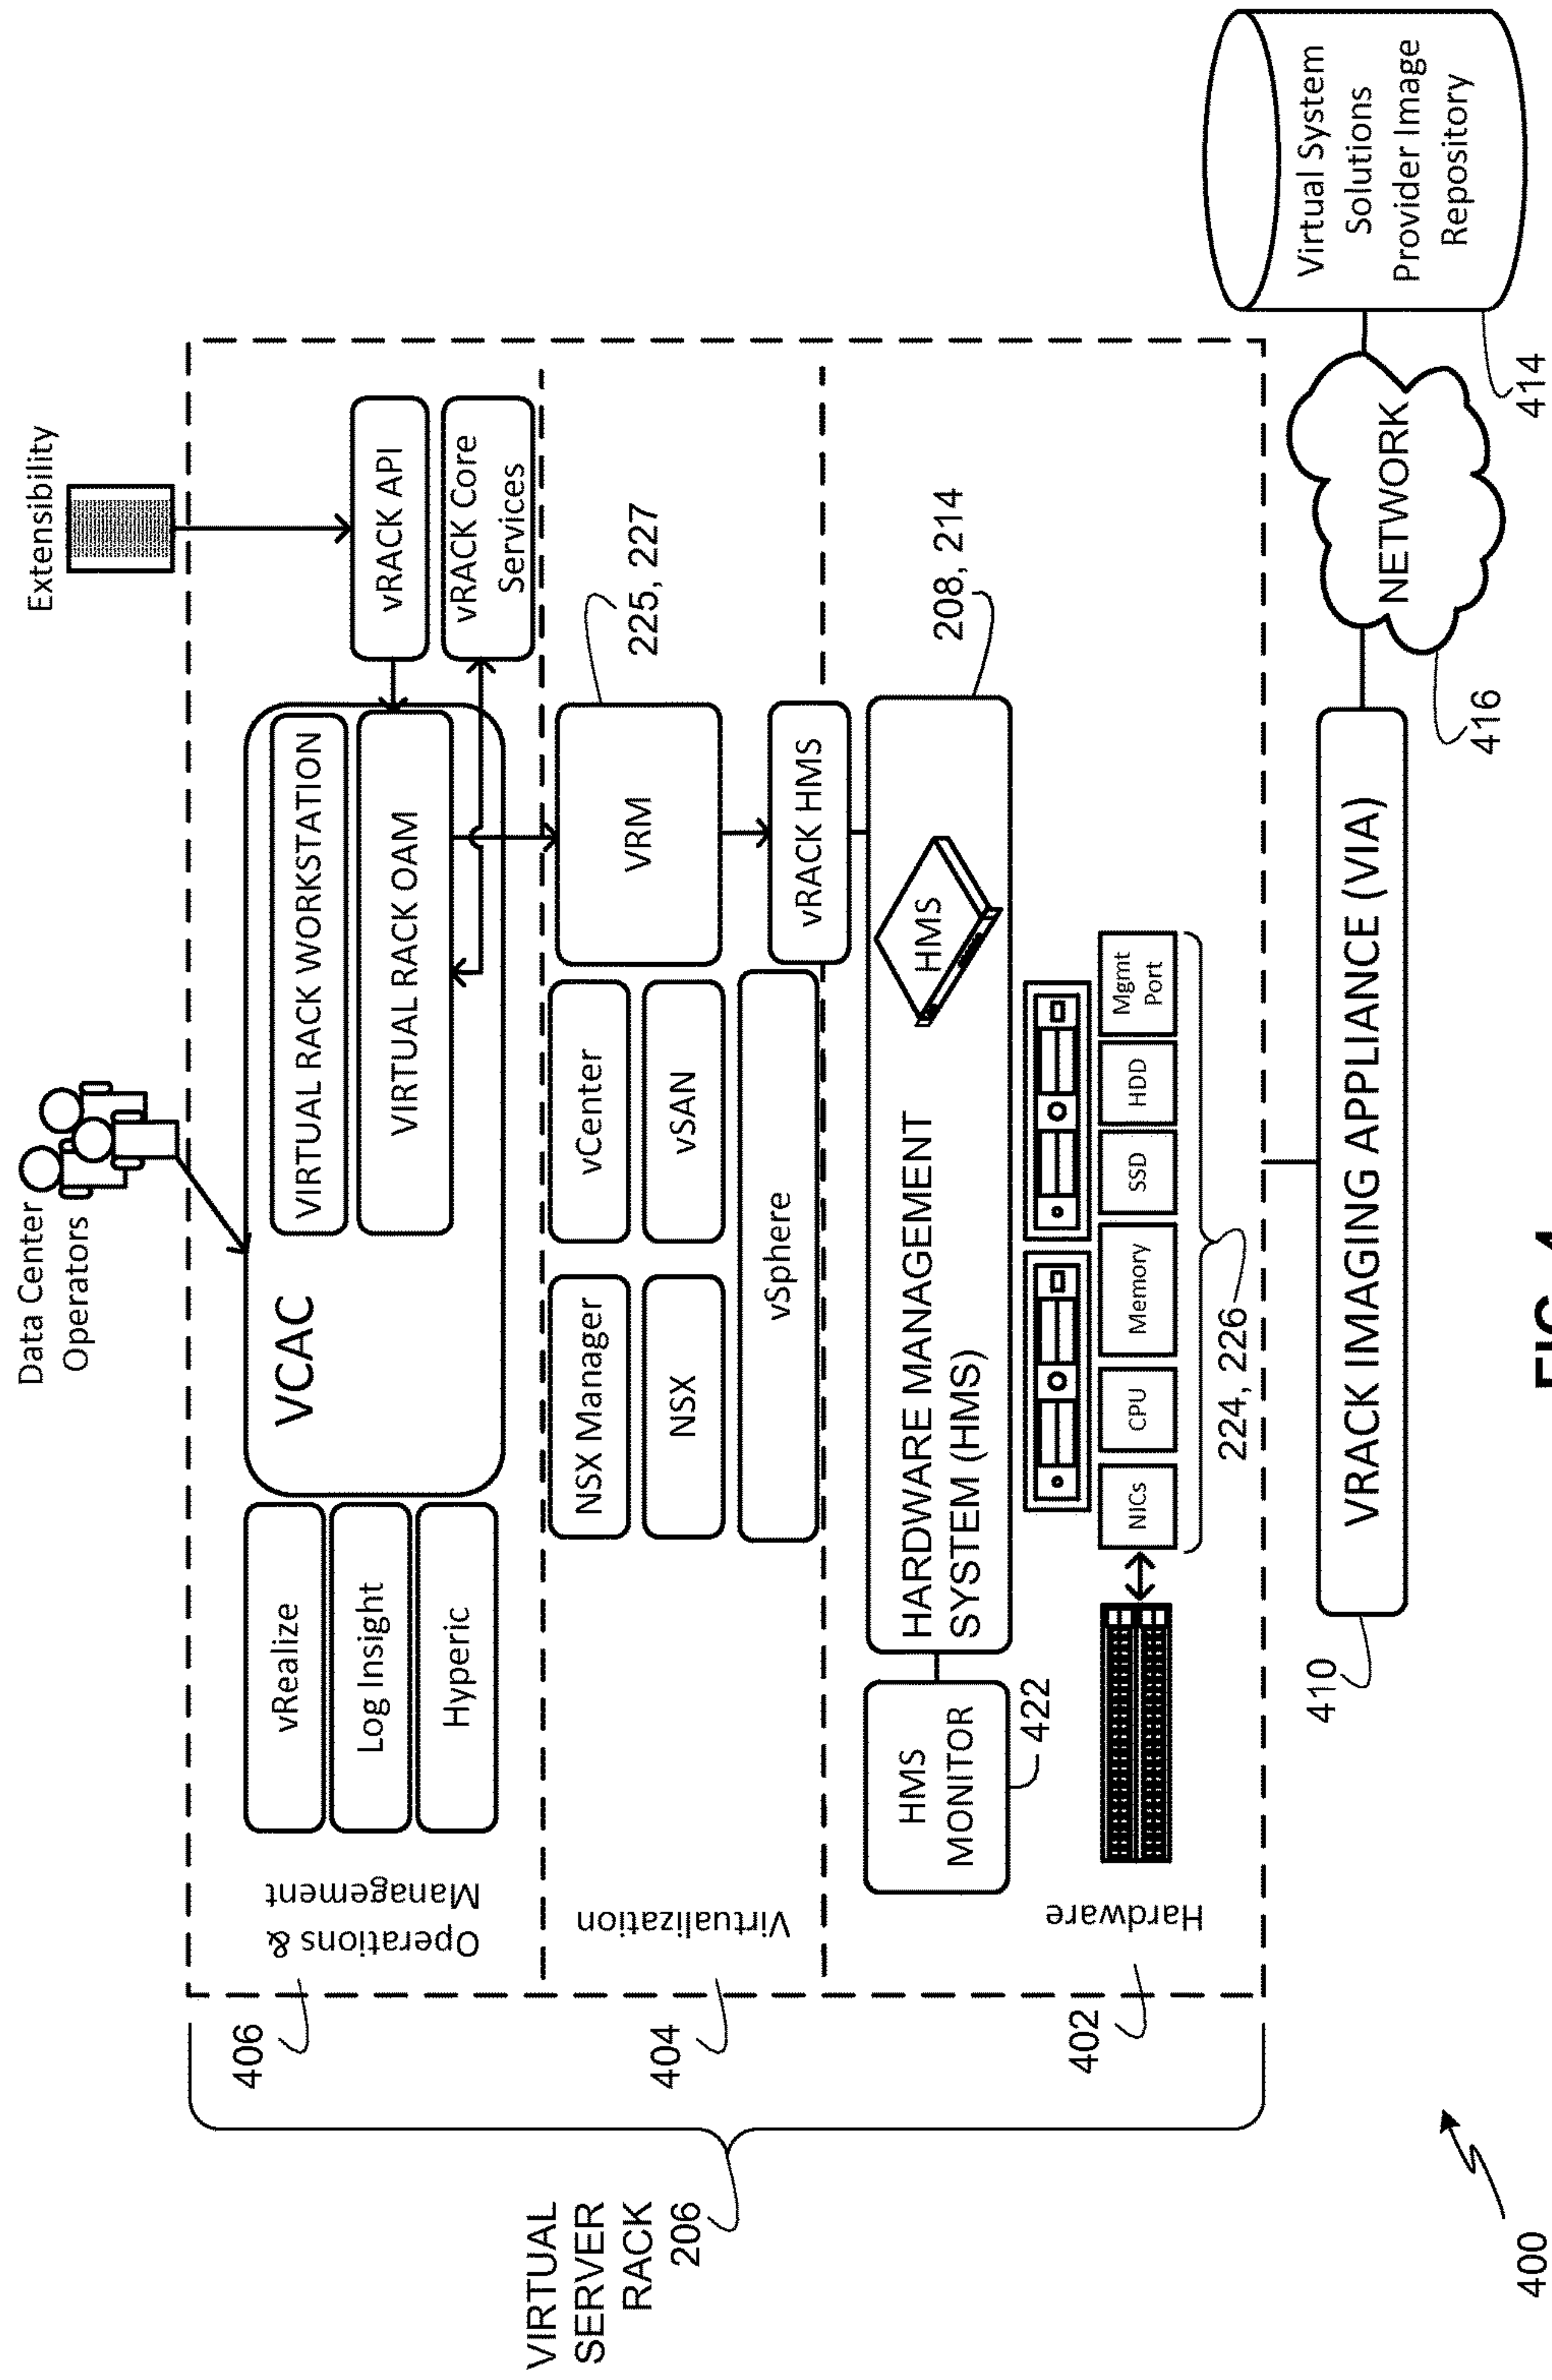 Data Center
Operators
Extensibility
VIRTUAL
SERVER
RACK
206
406
Operations &
Management
vRealize
Log Insight
Hyperic
VCAC
VIRTUAL RACK WORKSTATION
VIRTUAL RACK OAM
vRACK API
vRACK Core
Services
404
Virtualization
NSX Manager
NSX
vCenter
vSAN
vSphere
VRM
225, 227
vRACK HMS
402
Hardware
HMS
MONITOR
422
HARDWARE MANAGEMENT
SYSTEM (HMS)
HMS
208, 214
NICs
CPU
Memory
SSD
HDD
Mgmt
Port
224, 226
410
VRACK IMAGING APPLIANCE (VIA)
416
NETWORK
Virtual System
Solutions
Provider Image
Repository
414
400
FIG. 4